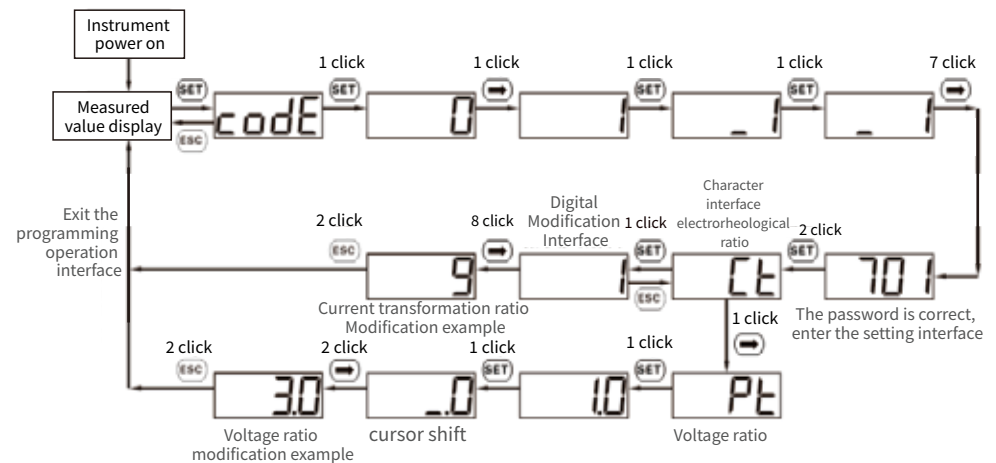 Instrument
power on
1 click
1 click
1 click
1 click
7 click
SET
SET
SET
SET
Measured
value display
codE
0
1
_1
_ 1
ESC
Exit the
programming
operation
interface
2 click
8 click
Digital
Modification
Interface
1 click
Character
interface
electrorheological
ratio
2 click
ESC
SET
SET
9
1
Ct
701
ESC
Current transformation ratio
Modification example
1 click
The password is correct,
enter the setting interface
2 click
2 click
1 click
1 click
ESC
SET
SET
3.0
_.0
1.0
Pt
Voltage ratio
modification example
cursor shift
Voltage ratio